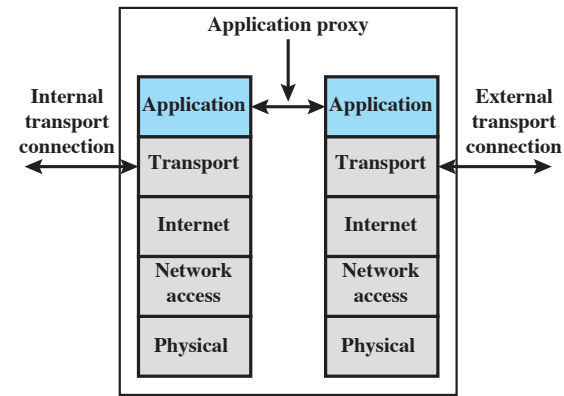 Application proxy
Internal
transport
connection
Application
Transport
Internet
Network
access
Physical
Application
Transport
Internet
Network
access
Physical
External
transport
connection